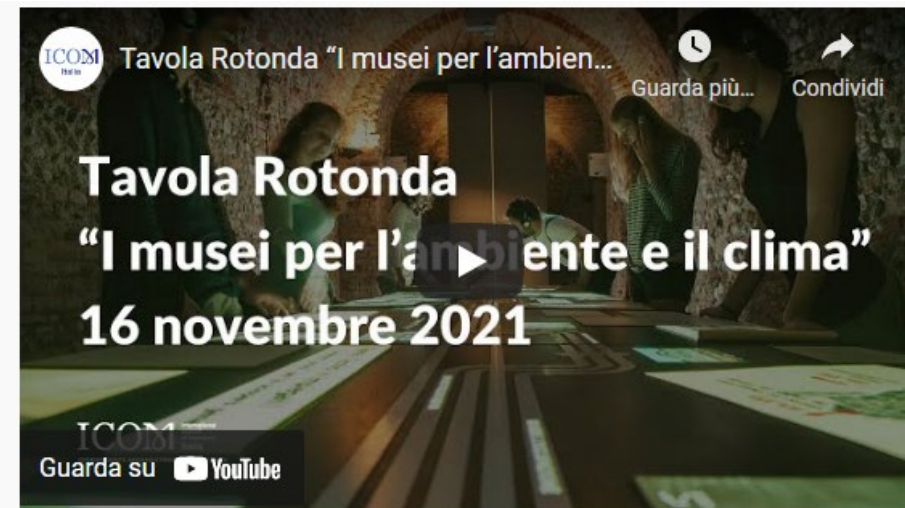 ICOM
Italia
Tavola Rotonda “I musei per l’ambien...
Guarda più...
Condividi
Tavola Rotonda
“I musei per l’ambiente e il clima”
16 novembre 2021
ICOM
international
Guarda su YouTube